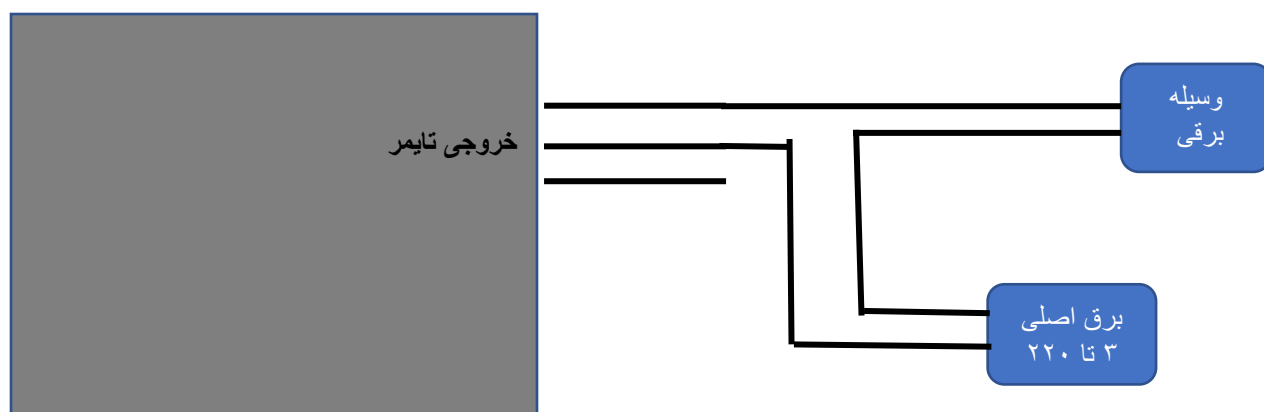 وسیله
برقی
خروجی تایمر
برق اصلی
۳ تا ۲۲۰